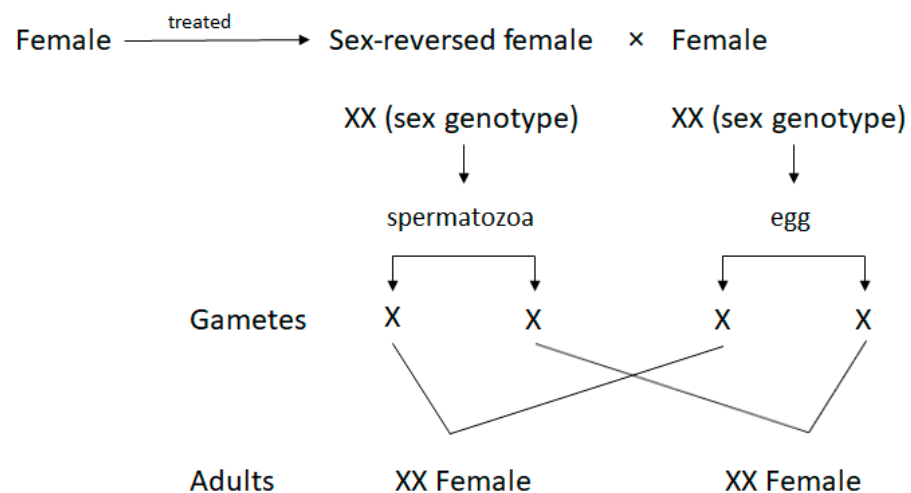 treated
Female Sex-reversed female × Female
XX (sex genotype) XX (sex genotype)
spermatozoa egg
Gametes X X X X
Adults XX Female XX Female